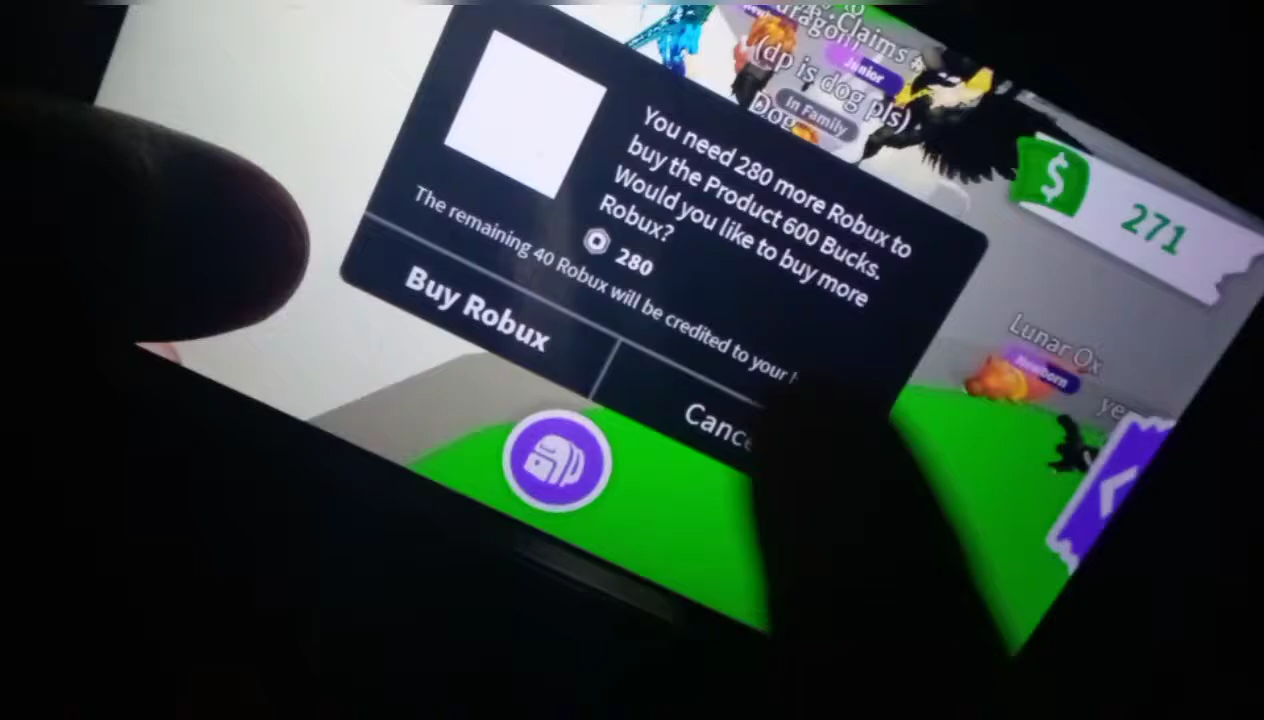 Claims
dragon!
(dp is dog pls)
Junior
In Family
Dog
You need 280 more Robux to
buy the Product 600 Bucks.
Would you like to buy more
Robux?
280
The remaining 40 Robux will be credited to your
Buy Robux
Cance
$
271
Lunar Ox
Newborn
ye